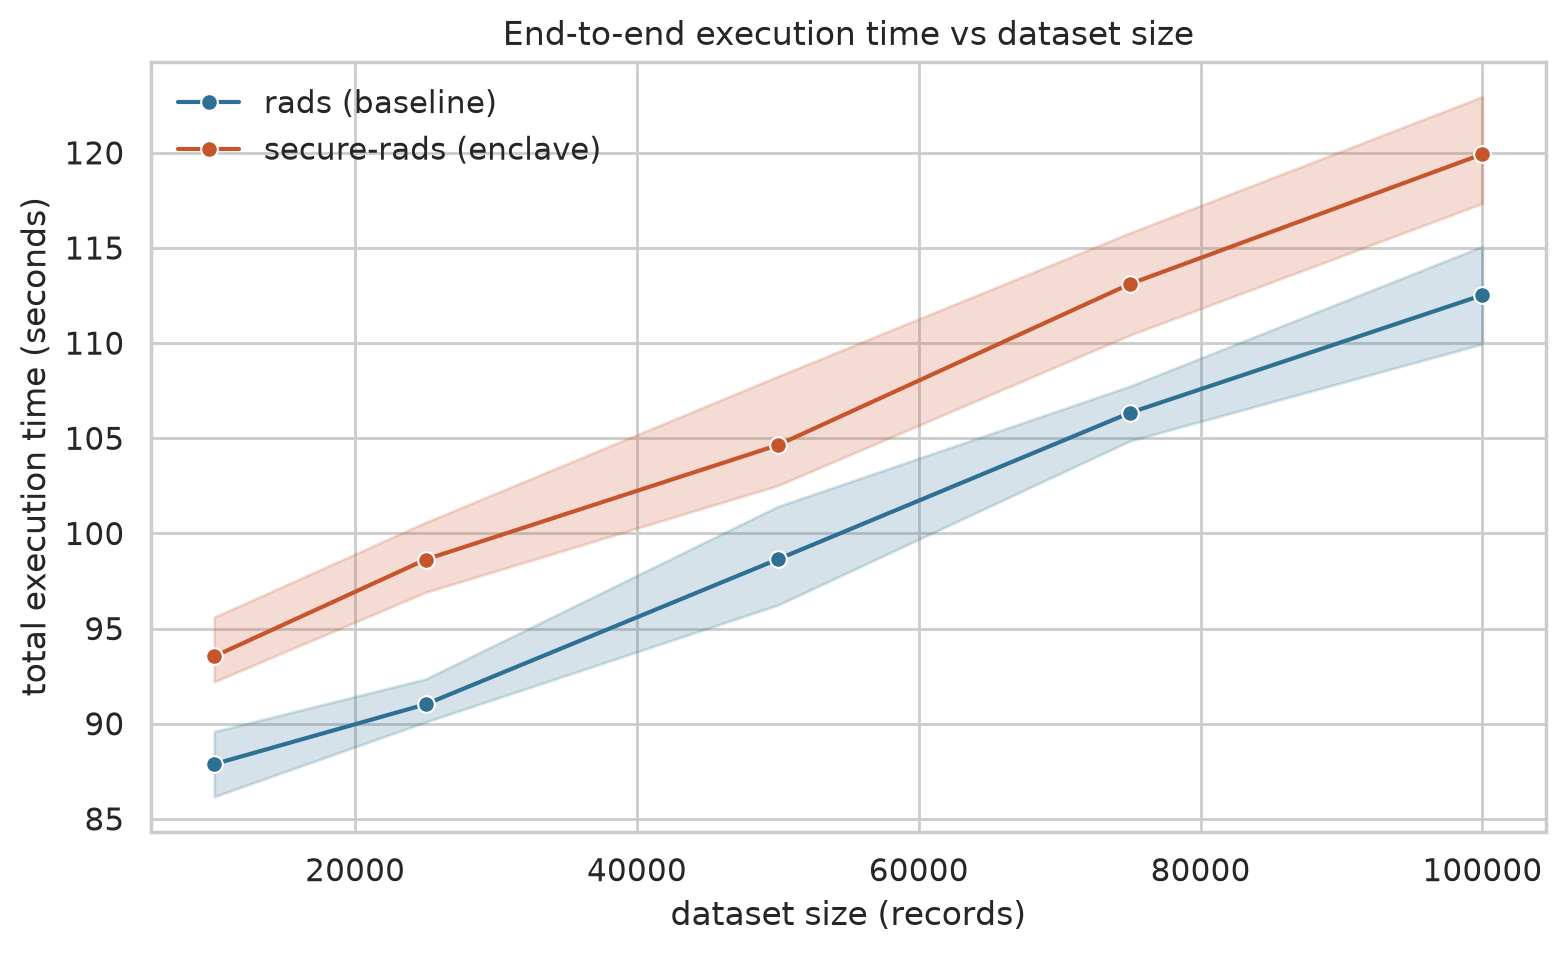 End-to-end execution time vs dataset size
rads (baseline)
secure-rads (enclave)
total execution time (seconds)
120
115
110
105
100
95
90
85
20000 40000 60000 80000 100000
dataset size (records)